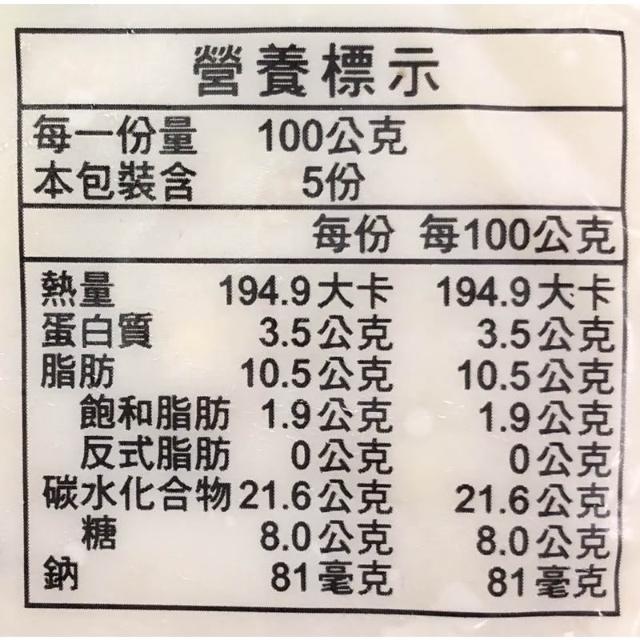 營養標示
每一份量 100公克
本包裝含 5份
每份 每100公克
熱量 194.9大卡 194.9大卡
蛋白質 3.5公克 3.5公克
脂肪 10.5公克 10.5公克
飽和脂肪 1.9公克 1.9公克
反式脂肪 0公克 0公克
碳水化合物 21.6公克 21.6公克
糖 8.0公克 8.0公克
鈉 81毫克 81毫克